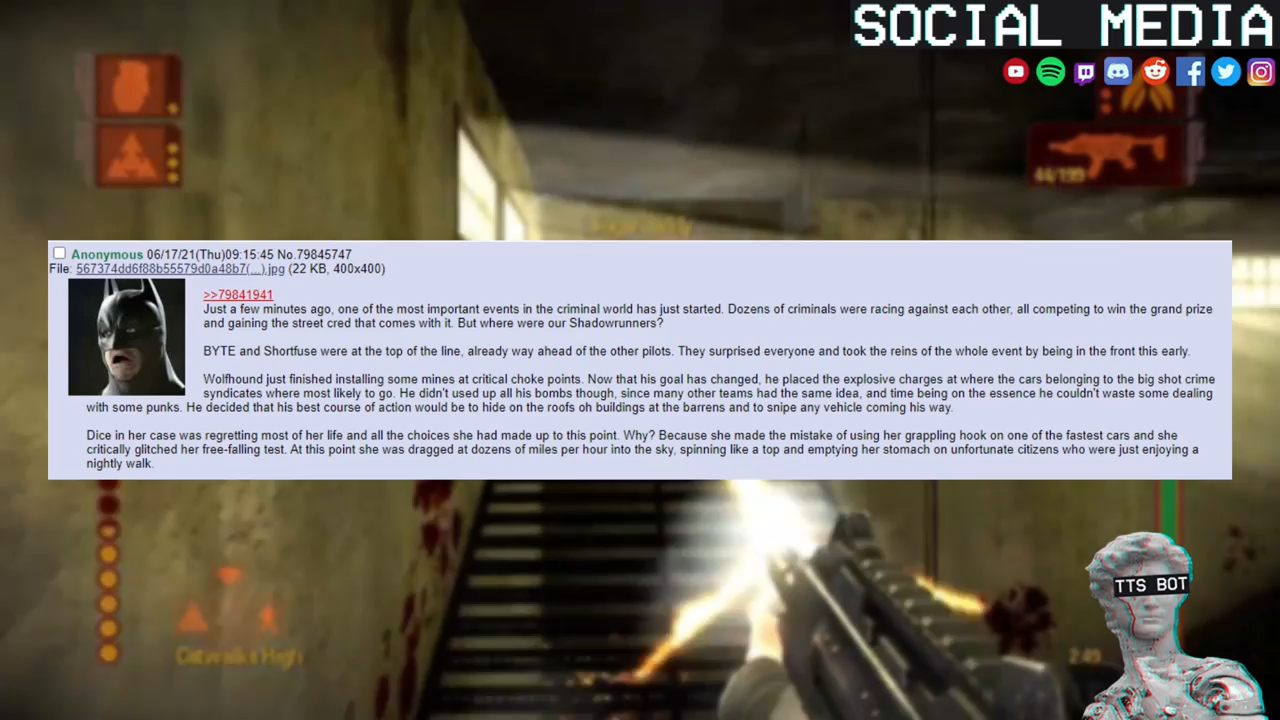 SOCIAL MEDIA
Anonymous 06/17/21(Thu)09:15:45 No.79845747
File: 567374dd6f88b55579d0a48b7(...).jpg (22 KB, 400x400)
>>79841941
Just a few minutes ago, one of the most important events in the criminal world has just started. Dozens of criminals were racing against each other, all competing to win the grand prize
and gaining the street cred that comes with it. But where were our Shadowrunners?
BYTE and Shortfuse were at the top of the line, already way ahead of the other pilots. They surprised everyone and took the reins of the whole event by being in the front this early.
Wolfhound just finished installing some mines at critical choke points. Now that his goal has changed, he placed the explosive charges at where the cars belonging to the big shot crime
syndicates where most likely to go. He didn't used up all his bombs though, since many other teams had the same idea, and time being on the essence he couldn't waste some dealing
with some punks. He decided that his best course of action would be to hide on the roofs oh buildings at the barrens and to snipe any vehicle coming his way.
Dice in her case was regretting most of her life and all the choices she had made up to this point. Why? Because she made the mistake of using her grappling hook on one of the fastest cars and she
critically glitched her free-falling test. At this point she was dragged at dozens of miles per hour into the sky, spinning like a top and emptying her stomach on unfortunate citizens who were just enjoying a
nightly walk.
TTS BOT
Catwalks High
2:49